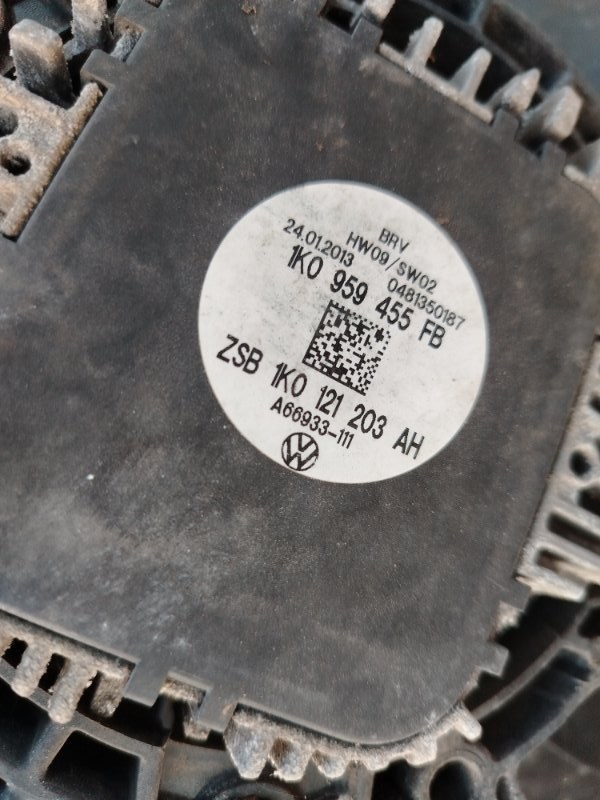 BRV
HW09/SW02
24.01.2013 0481350187
1K0 959 455 FB
ZSB 1K0 121 203 AH
A66933-111